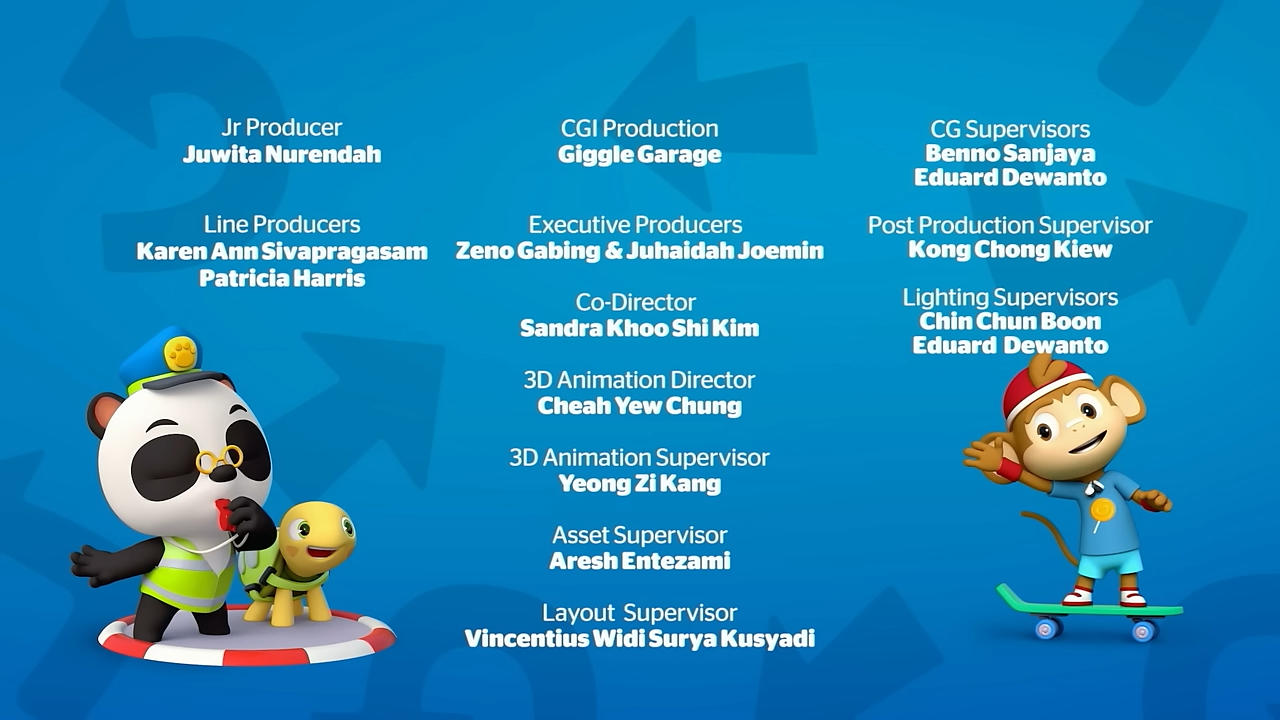 Jr Producer
Juwita Nurendah
Line Producers
Karen Ann Sivapragasam
Patricia Harris
CGI Production
Giggle Garage
Executive Producers
Zeno Gabing & Juhaidah Joemin
Co-Director
Sandra Khoo Shi Kim
3D Animation Director
Cheah Yew Chung
3D Animation Supervisor
Yeong Zi Kang
Asset Supervisor
Aresh Entezami
Layout Supervisor
Vincentius Widi Surya Kusyadi
CG Supervisors
Benno Sanjaya
Eduard Dewanto
Post Production Supervisor
Kong Chong Kiew
Lighting Supervisors
Chin Chun Boon
Eduard Dewanto